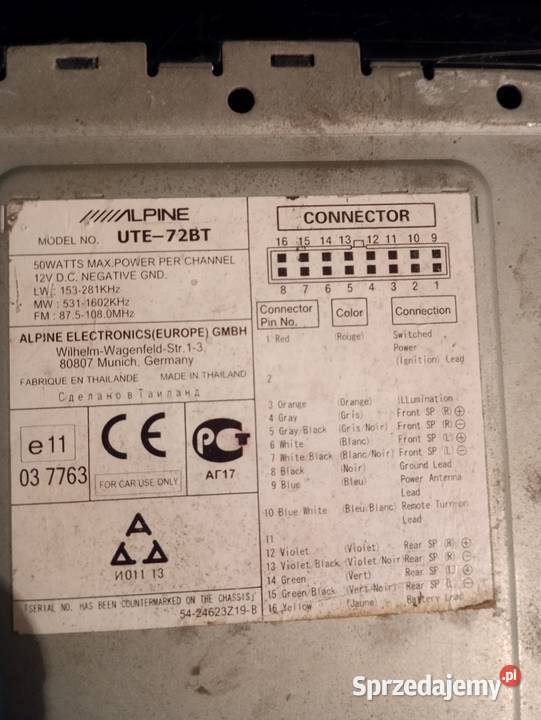 ALPINE
MODEL NO. UTE-72BT
50WATTS MAX.POWER PER CHANNEL
12V D.C. NEGATIVE GND.
LW : 153-281KHz
MW : 531-1602KHz
FM : 87.5-108.0MHz
ALPINE ELECTRONICS(EUROPE) GMBH
Wilhelm-Wagenfeld-Str.1-3.
80807 Munich, Germany
FABRIQUE EN THAILANDE MADE IN THAILAND
Сделано в Таиланд
e11
03 7763
CE
FOR CAR USE ONLY
РСТ
АГ17
И011 13
「SERIAL NO. HAS BEEN COUNTERMARKED ON THE CHASSIS」
54-24623Z19-B
CONNECTOR
16 15 14 13 12 11 10 9
8 7 6 5 4 3 2 1
Connector Pin No. Color Connection
1 Red (Rouge) Switched Power (Ignition) Lead
2
3 Orange (Orange) iLLumination
4 Gray (Gris) Front SP (R) ⊕
5 Gray/Black (Gris/Noir) Front SP (R) ⊖
6 White (Blanc) Front SP (L) ⊕
7 White/Black (Blanc/Noir) Front SP (L) ⊖
8 Black (Noir) Ground Lead
9 Blue (Bleu) Power Antenna Lead
10 Blue/White (Bleu/Blanc) Remote Turn-on Lead
11
12 Violet (Violet) Rear SP (R) ⊕
13 Violet/Black (Violet/Noir) Rear SP (R) ⊖
14 Green (Vert) Rear SP (L) ⊕
15 Green/Black (Vert/Noir) Rear SP (L) ⊖
16 Yellow (Jaune) Battery Lead
Sprzedajemy.pl